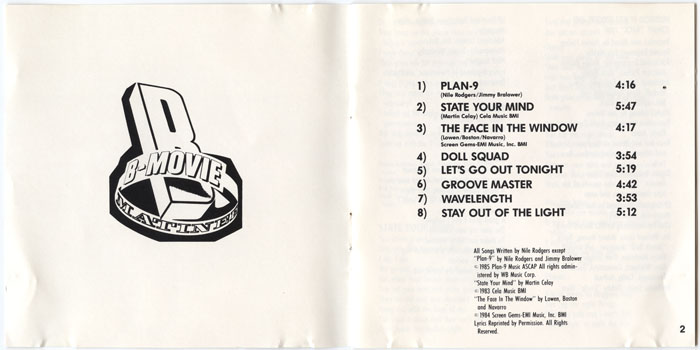 B
B-MOVIE
MATINEE
1) PLAN-9 4:16
(Nile Rodgers/Jimmy Bralower)
2) STATE YOUR MIND 5:47
(Martin Celay) Cela Music BMI
3) THE FACE IN THE WINDOW 4:17
(Lowen/Boston/Navarro)
Screen Gems-EMI Music, Inc. BMI
4) DOLL SQUAD 3:54
5) LET'S GO OUT TONIGHT 5:19
6) GROOVE MASTER 4:42
7) WAVELENGTH 3:53
8) STAY OUT OF THE LIGHT 5:12
All Songs Written by Nile Rodgers except
"Plan-9" by Nile Rodgers and Jimmy Bralower
© 1985 Plan-9 Music ASCAP All rights admin-
istered by WB Music Corp.
"State Your Mind" by Martin Celay
© 1983 Cela Music BMI
"The Face In The Window" by Lowen, Boston
and Navarro
© 1984 Screen Gems-EMI Music, Inc. BMI
Lyrics Reprinted by Permission. All Rights
Reserved.
2